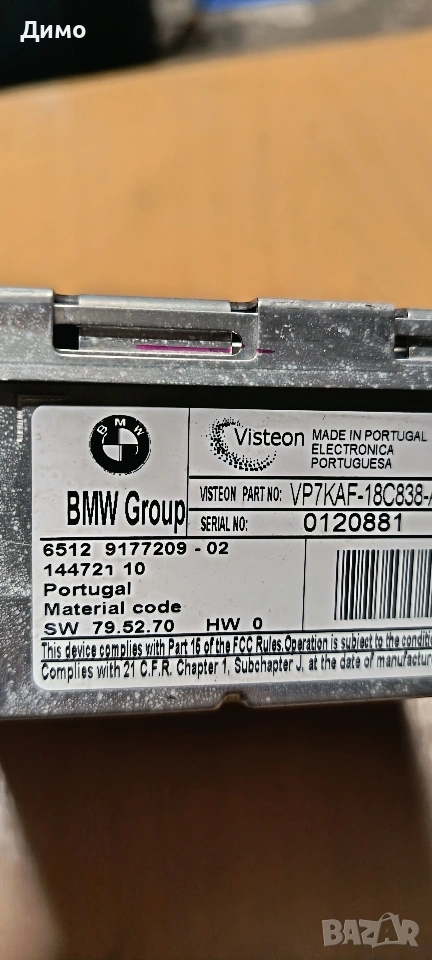 Димо
BMW
BMW Group
Visteon
MADE IN PORTUGAL
ELECTRONICA
PORTUGUESA
VISTEON PART NO: VP7KAF-18C838-
SERIAL NO: 0120881
6512 9177209-02
144721 10
Portugal
Material code
SW 79.52.70 HW 0
This device complies with Part 15 of the FCC Rules. Operation is subject to the
Complies with 21 C.F.R. Chapter 1, Subchapter J, at the date of
BAZAR